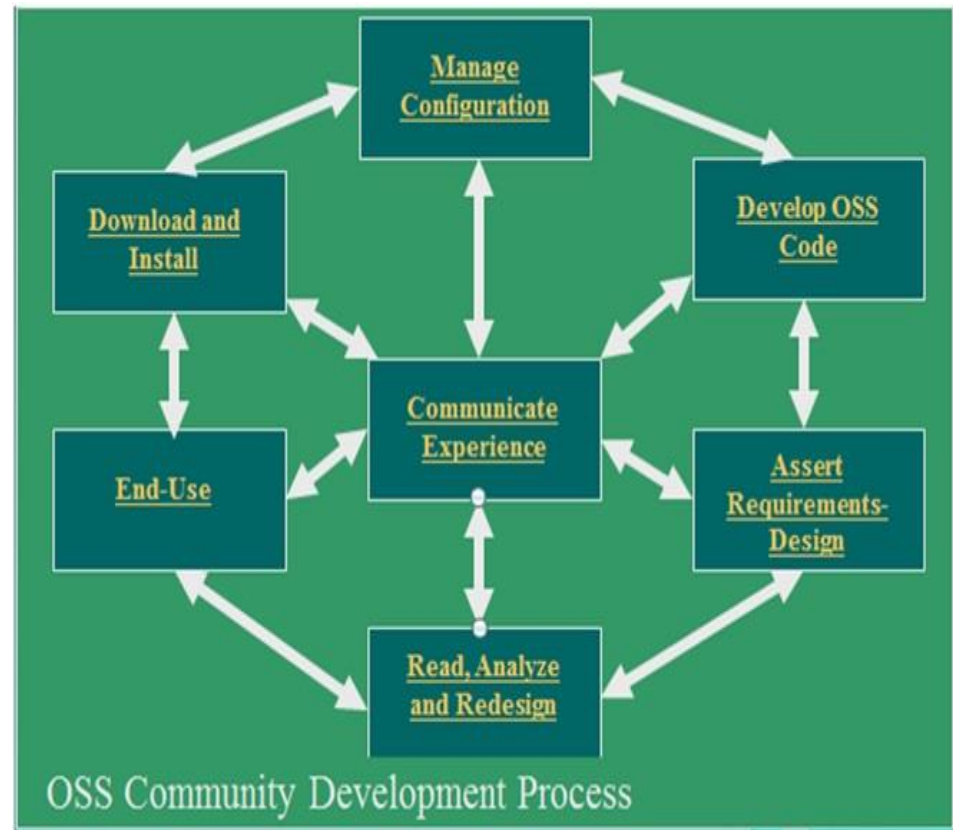 Manage
Configuration
Download and
Install
Develop OSS
Code
Communicate
Experience
End-Use
Assert
Requirements-
Design
Read, Analyze
and Redesign
OSS Community Development Process